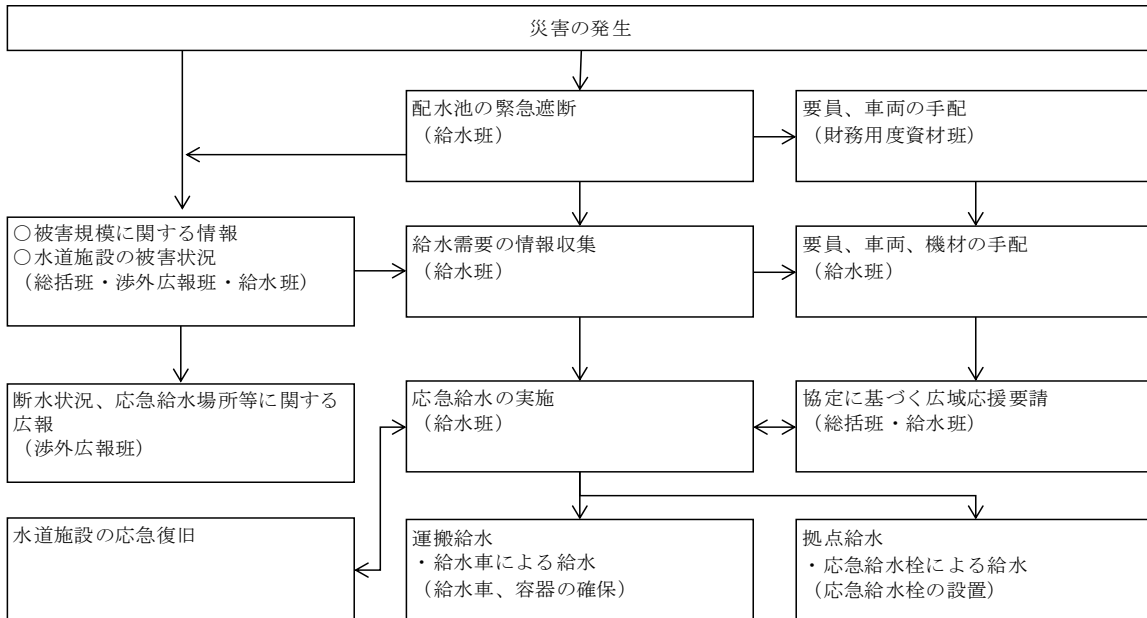 災害の発生
配水池の緊急遮断
(給水班)
要員、車両の手配
(財務用度資材班)
○被害規模に関する情報
○水道施設の被害状況
(総括班・渉外広報班・給水班)
給水需要の情報収集
(給水班)
要員、車両、機材の手配
(給水班)
断水状況、応急給水場所等に関する
広報
(渉外広報班)
応急給水の実施
(給水班)
協定に基づく広域応援要請
(総括班・給水班)
水道施設の応急復旧
運搬給水
・給水車による給水
(給水車、容器の確保)
拠点給水
・応急給水栓による給水
(応急給水栓の設置)